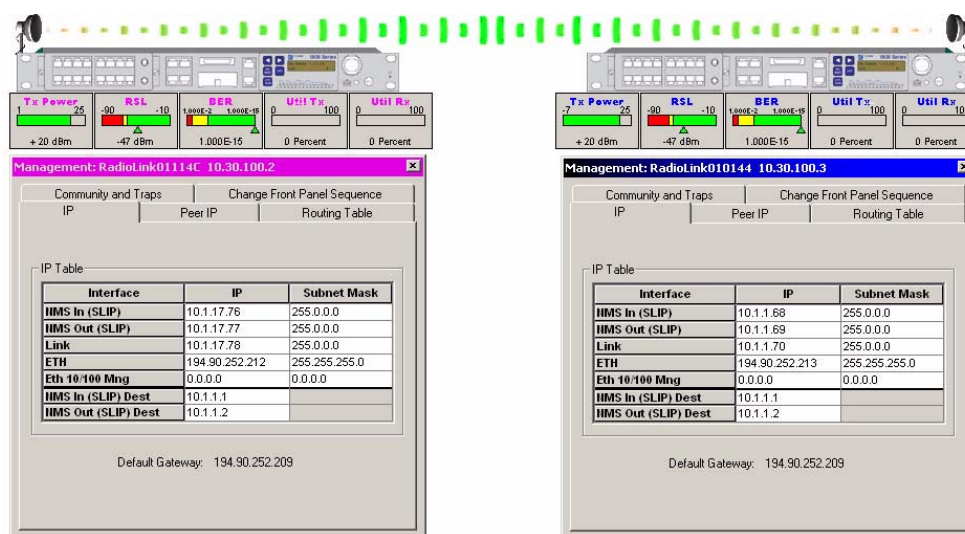 Tx Power RSL BER Util Tx Util Rx
1 25 -90 -10 1.000E-2 1.000E-15 0 100 0 100
+ 20 dBm -47 dBm 1.000E-15 0 Percent 0 Percent
Management: RadioLink01114C 10.30.100.2
Community and Traps Change Front Panel Sequence
IP Peer IP Routing Table
IP Table
Interface IP Subnet Mask
NMS In (SLIP) 10.1.17.76 255.0.0.0
NMS Out (SLIP) 10.1.17.77 255.0.0.0
Link 10.1.17.78 255.0.0.0
ETH 194.90.252.212 255.255.255.0
Eth 10/100 Mng 0.0.0.0 0.0.0.0
NMS In (SLIP) Dest 10.1.1.1
NMS Out (SLIP) Dest 10.1.1.2
Default Gateway: 194.90.252.209
Tx Power RSL BER Util Tx Util Rx
-7 25 -90 -10 1.000E-2 1.000E-15 0 100 0
+ 20 dBm -47 dBm 1.000E-15 0 Percent 0 Percent
Management: RadioLink010144 10.30.100.3
Community and Traps Change Front Panel Sequence
IP Peer IP Routing Table
IP Table
Interface IP Subnet Mask
NMS In (SLIP) 10.1.1.68 255.0.0.0
NMS Out (SLIP) 10.1.1.69 255.0.0.0
Link 10.1.1.70 255.0.0.0
ETH 194.90.252.213 255.255.255.0
Eth 10/100 Mng 0.0.0.0 0.0.0.0
NMS In (SLIP) Dest 10.1.1.1
NMS Out (SLIP) Dest 10.1.1.2
Default Gateway: 194.90.252.209